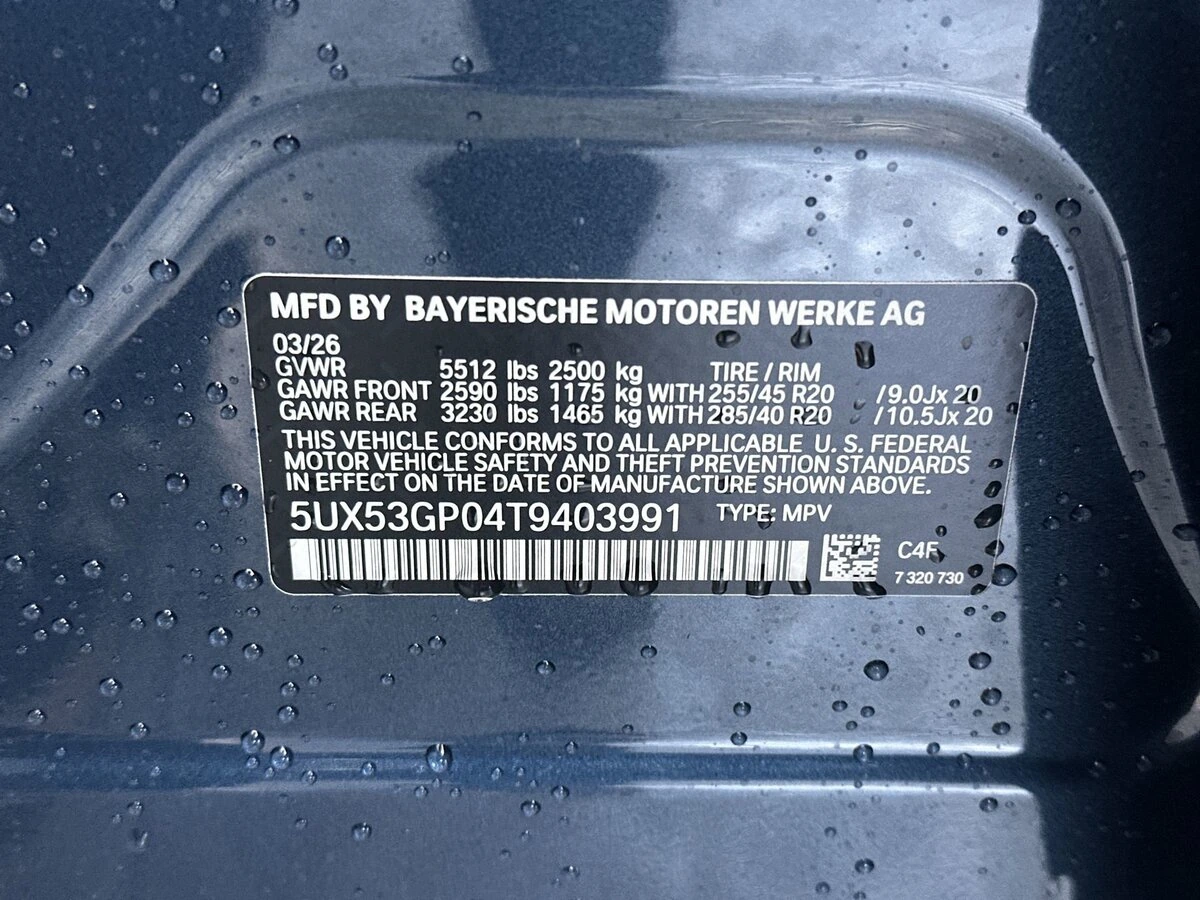 MFD BY BAYERISCHE MOTOREN WERKE AG
03/26
GVWR 5512 lbs 2500 kg TIRE / RIM
GAWR FRONT 2590 lbs 1175 kg WITH 255/45 R20 /9.0Jx 20
GAWR REAR 3230 lbs 1465 kg WITH 285/40 R20 /10.5Jx 20
THIS VEHICLE CONFORMS TO ALL APPLICABLE U. S. FEDERAL
MOTOR VEHICLE SAFETY AND THEFT PREVENTION STANDARDS
IN EFFECT ON THE DATE OF MANUFACTURE SHOWN ABOVE.
5UX53GP04T9403991 TYPE: MPV
C4F
7 320 730